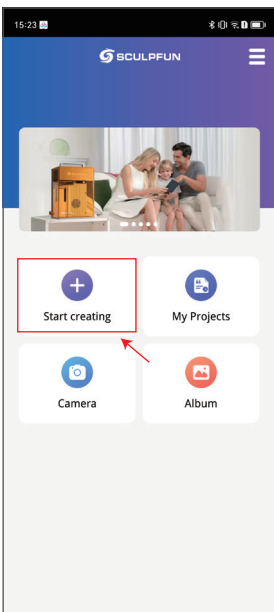 15:23
SCULPFUN
Start creating
My Projects
Camera
Album